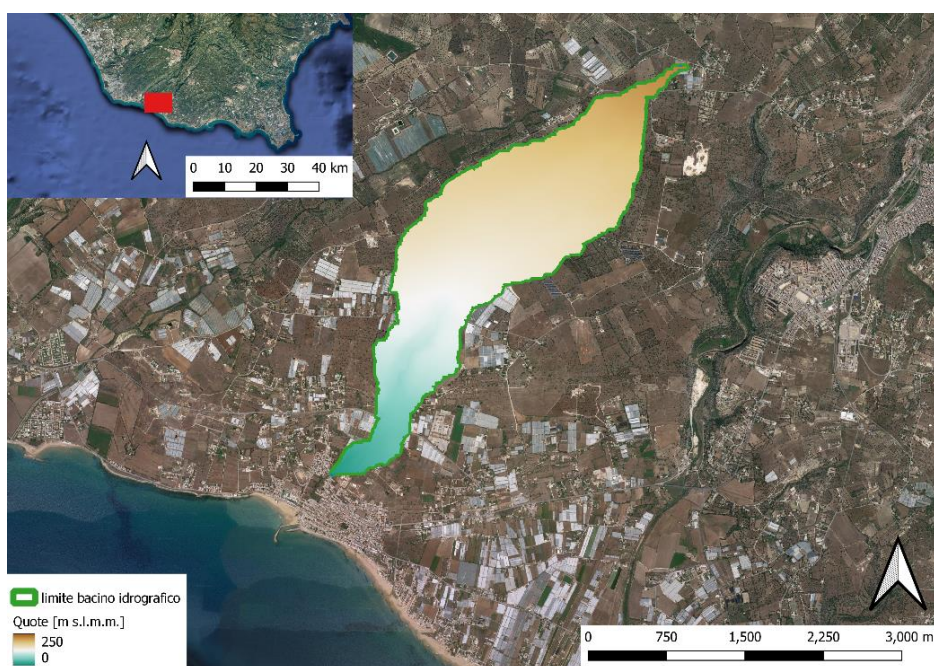 0 10 20 30 40 km
limite bacino idrografico
Quote [m s.l.m.m.]
250
0
0 750 1,500 2,250 3,000 m